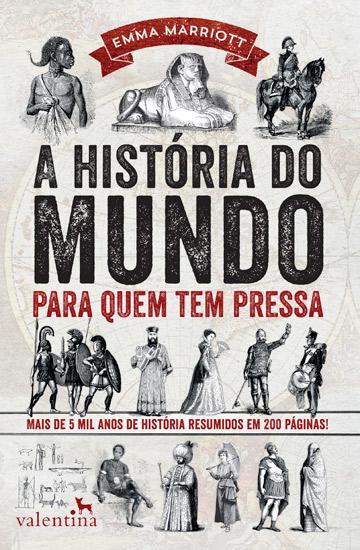 EMMA MARRIOTT
A HISTÓRIA DO
MUNDO
PARA QUEM TEM PRESSA
MAIS DE 5 MIL ANOS DE HISTÓRIA RESUMIDOS EM 200 PÁGINAS!
valentina